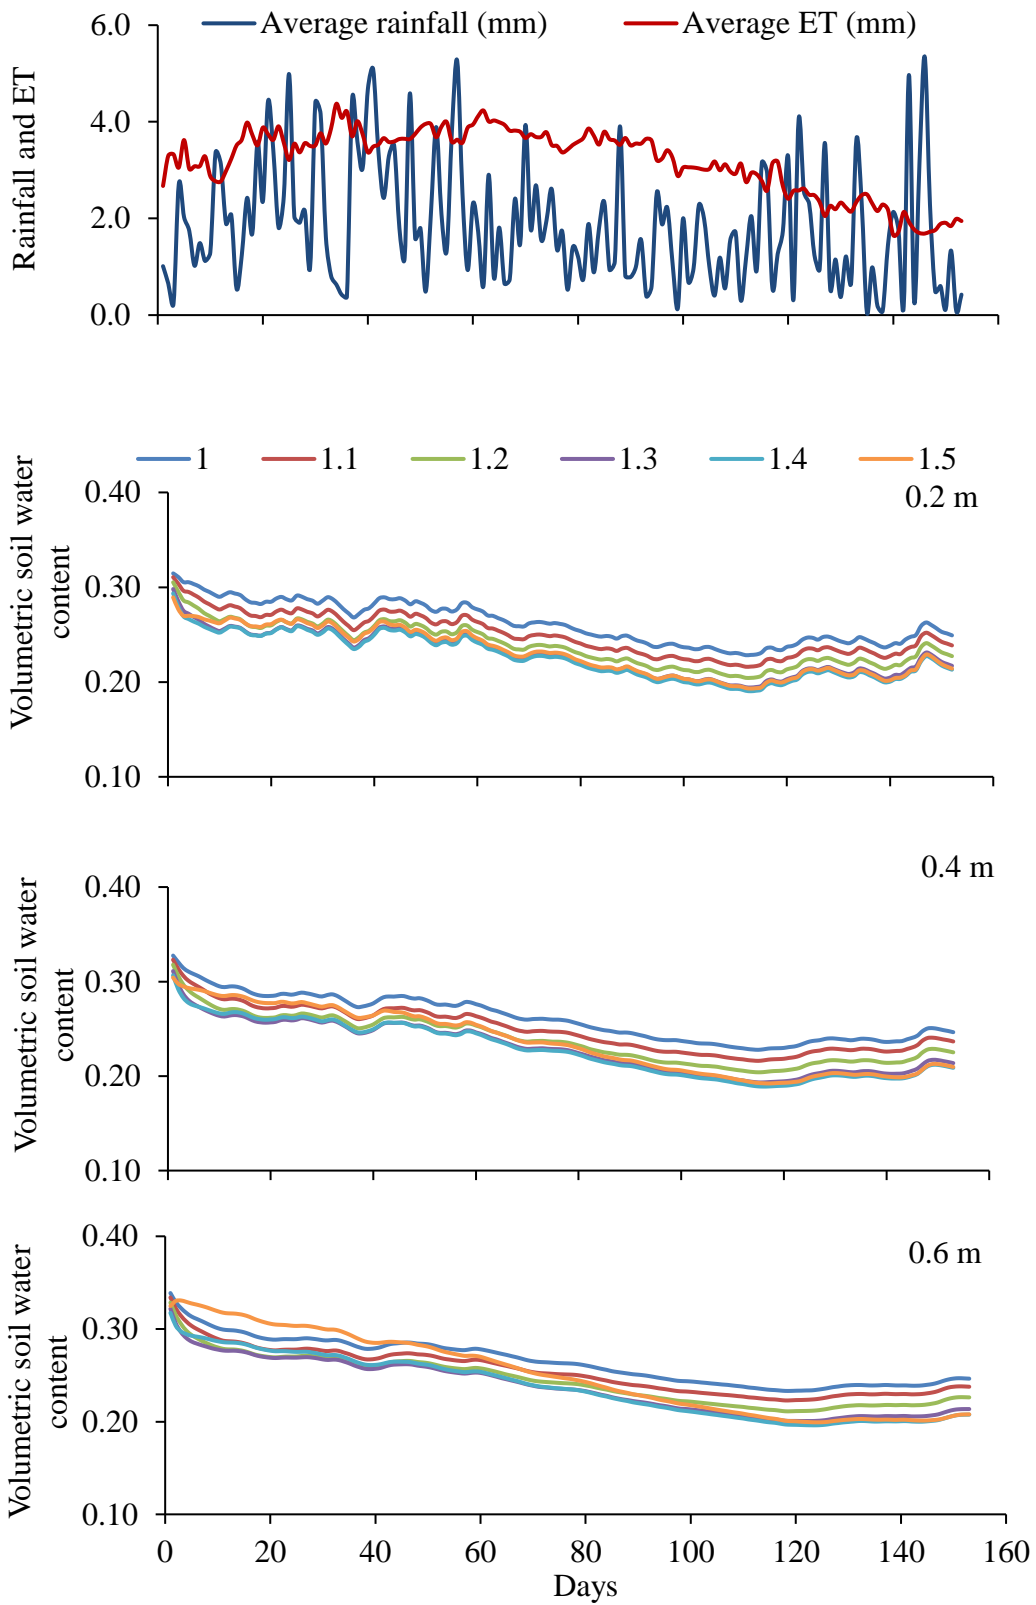 Average rainfall (mm) Average ET (mm)
Rainfall and ET
6.0
4.0
2.0
0.0
1 1.1 1.2 1.3 1.4 1.5
0.2 m
Volumetric soil water
content
0.40
0.30
0.20
0.10
0.4 m
Volumetric soil water
content
0.40
0.30
0.20
0.10
0.6 m
Volumetric soil water
content
0.40
0.30
0.20
0.10
0 20 40 60 80 100 120 140 160
Days